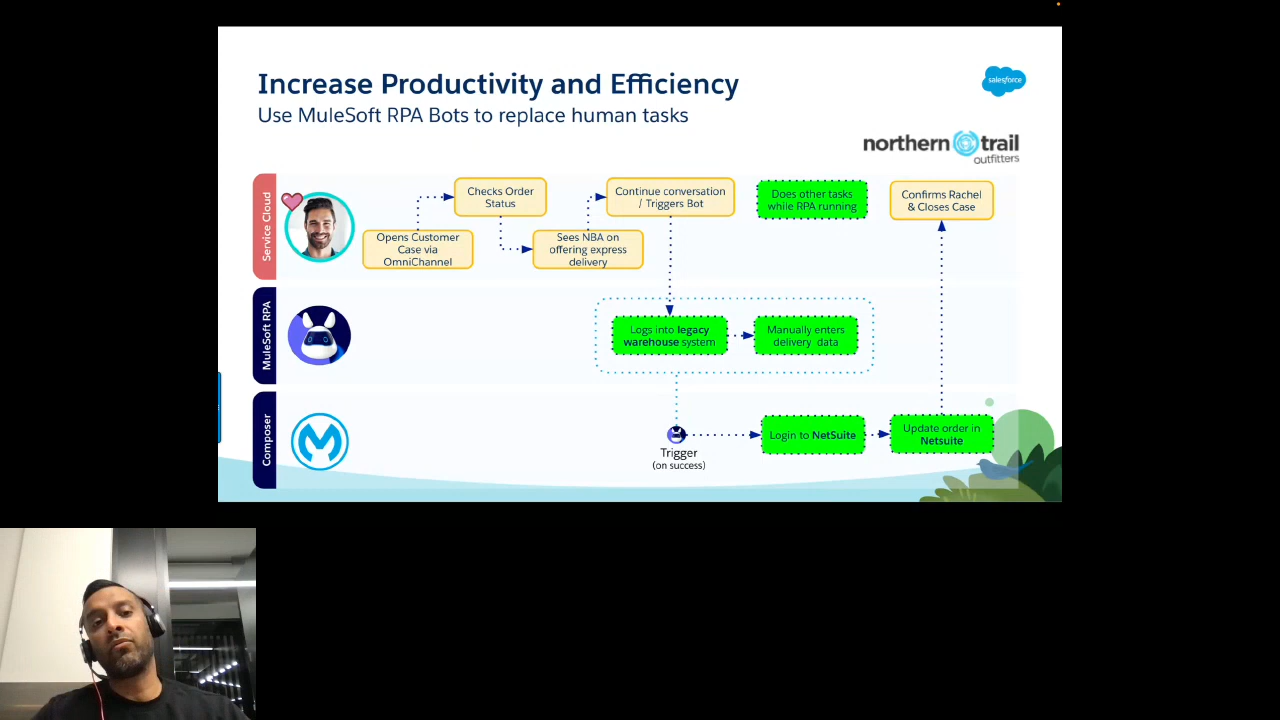 Increase Productivity and Efficiency
Use MuleSoft RPA Bots to replace human tasks
salesforce
northern trail
outfitters
Service Cloud
Opens Customer
Case via
OmniChannel
Checks Order
Status
Sees NBA on
offering express
delivery
Continue conversation
/ Triggers Bot
Does other tasks
while RPA running
Confirms Rachel
& Closes Case
MuleSoft RPA
Logs into legacy
warehouse system
Manually enters
delivery data
Composer
Trigger
(on success)
Login to NetSuite
Update order in
Netsuite